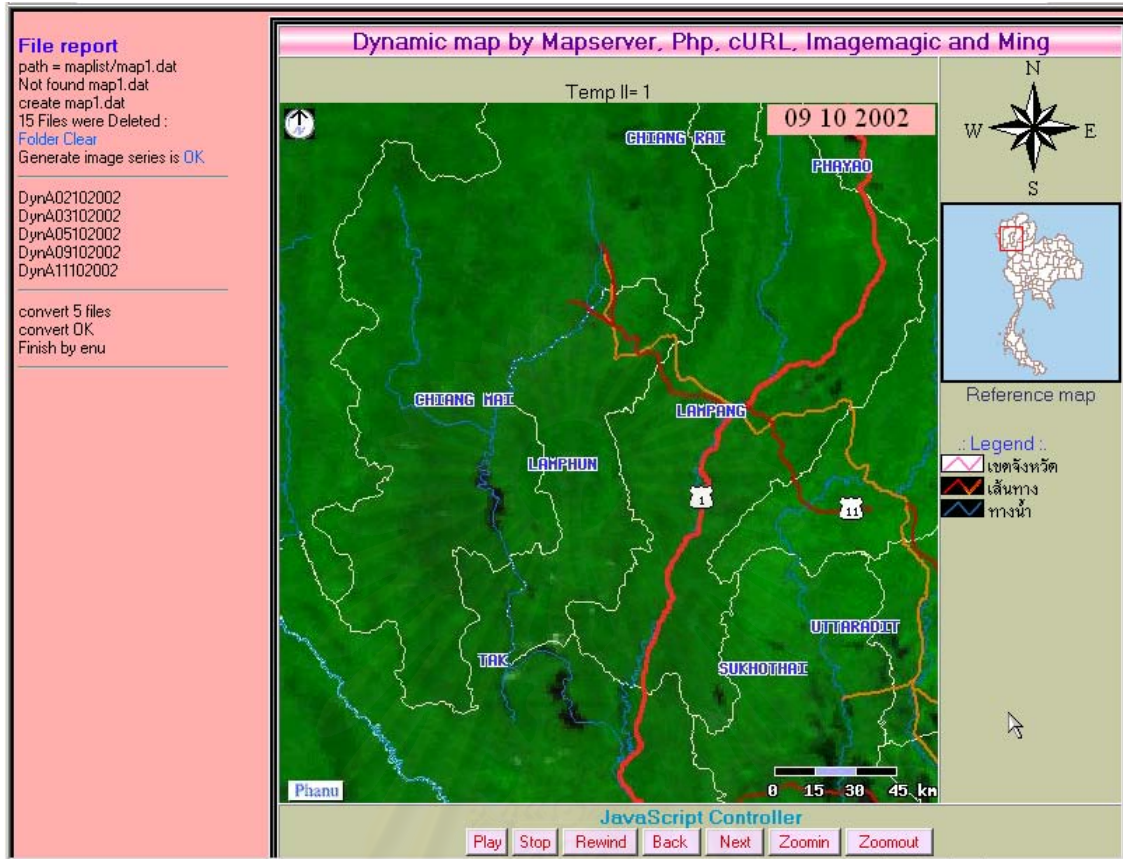 File report
path = maplist/map1.dat
Not found map1.dat
create map1.dat
15 Files were Deleted :
Folder Clear
Generate image series is OK
DynA02102002
DynA03102002
DynA05102002
DynA09102002
DynA11102002
convert 5 files
convert OK
Finish by enu
Dynamic map by Mapserver, Php, cURL, Imagemagic and Ming
Temp II= 1
09 10 2002
N
CHIANG RAI
PHAYAO
CHIANG MAI
LAMPANG
LAMPHUN
1
11
UTTARADIT
TAK
SUKHOTHAI
Phanu
0 15 30 45 km
N
W E
S
Reference map
.: Legend :.
เขตจังหวัด
เส้นทาง
ทางน้ำ
JavaScript Controller
Play Stop Rewind Back Next Zoomin Zoomout